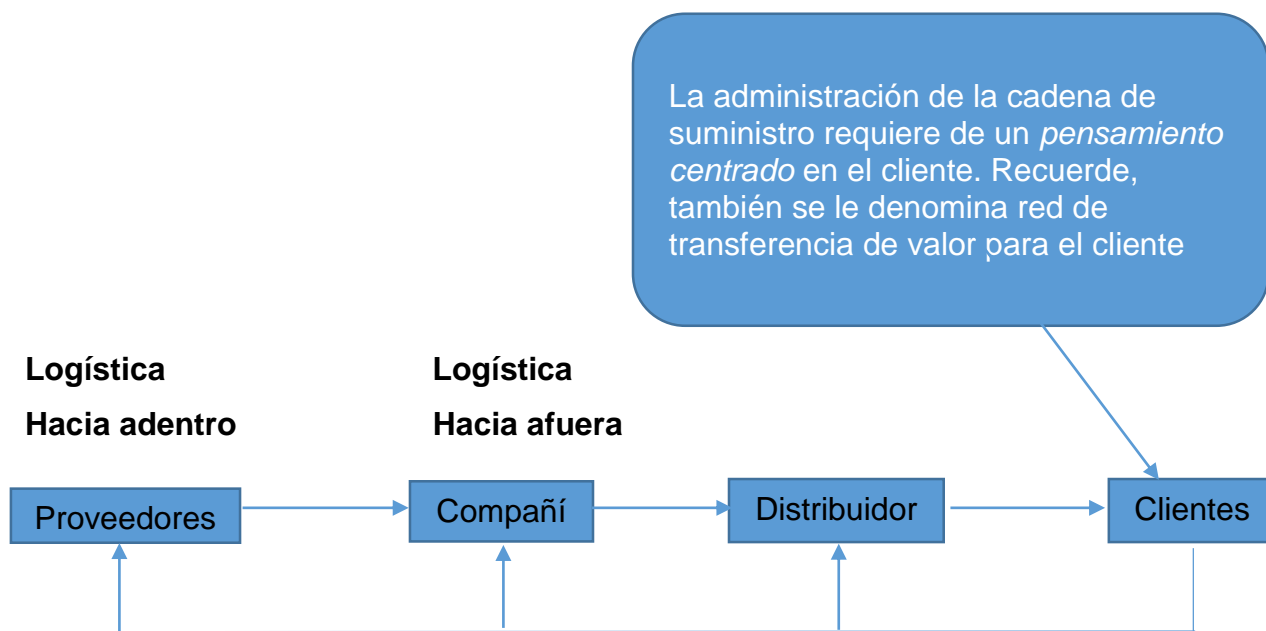 La administración de la cadena de
suministro requiere de un pensamiento
centrado en el cliente. Recuerde,
también se le denomina red de
transferencia de valor para el cliente
Logística
Hacia adentro
Logística
Hacia afuera
Proveedores
Compañí
Distribuidor
Clientes